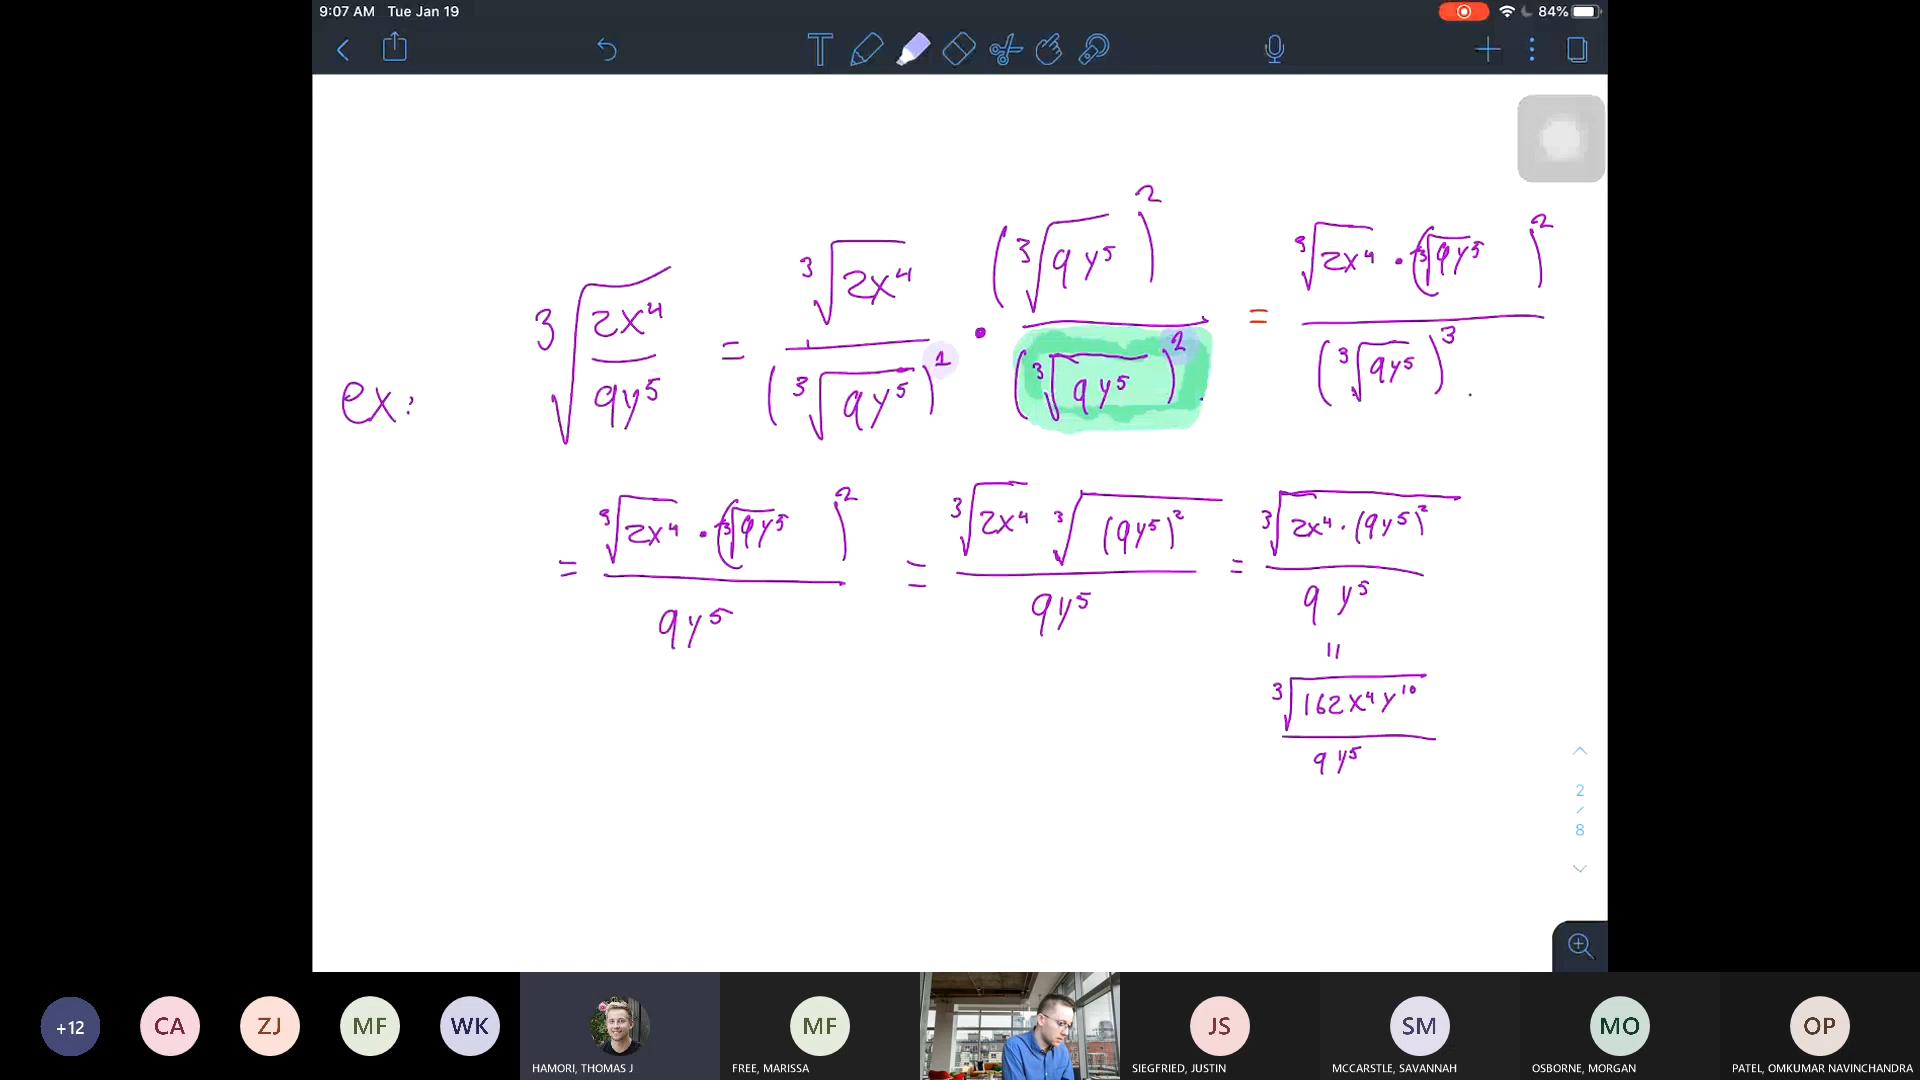 9:07 AM Tue Jan 19
84%
ex: ∛(2x⁴/9y⁵) = ∛(2x⁴)/(∛(9y⁵))¹ • (∛(9y⁵))²/(∛(9y⁵))² = ∛(2x⁴) • (∛(9y⁵))²/(∛(9y⁵))³
= ∛(2x⁴) • (∛(9y⁵))²/9y⁵ = ∛(2x⁴) ∛((9y⁵)²)/9y⁵ = ∛(2x⁴ • (9y⁵)²)/9y⁵
=
∛(162x⁴y¹⁰)/9y⁵
2
/
8
+12
CA
ZJ
MF
WK
HAMORI, THOMAS J
MF
FREE, MARISSA
JS
SIEGFRIED, JUSTIN
SM
MCCARSTLE, SAVANNAH
MO
OSBORNE, MORGAN
OP
PATEL, OMKUMAR NAVINCHANDRA